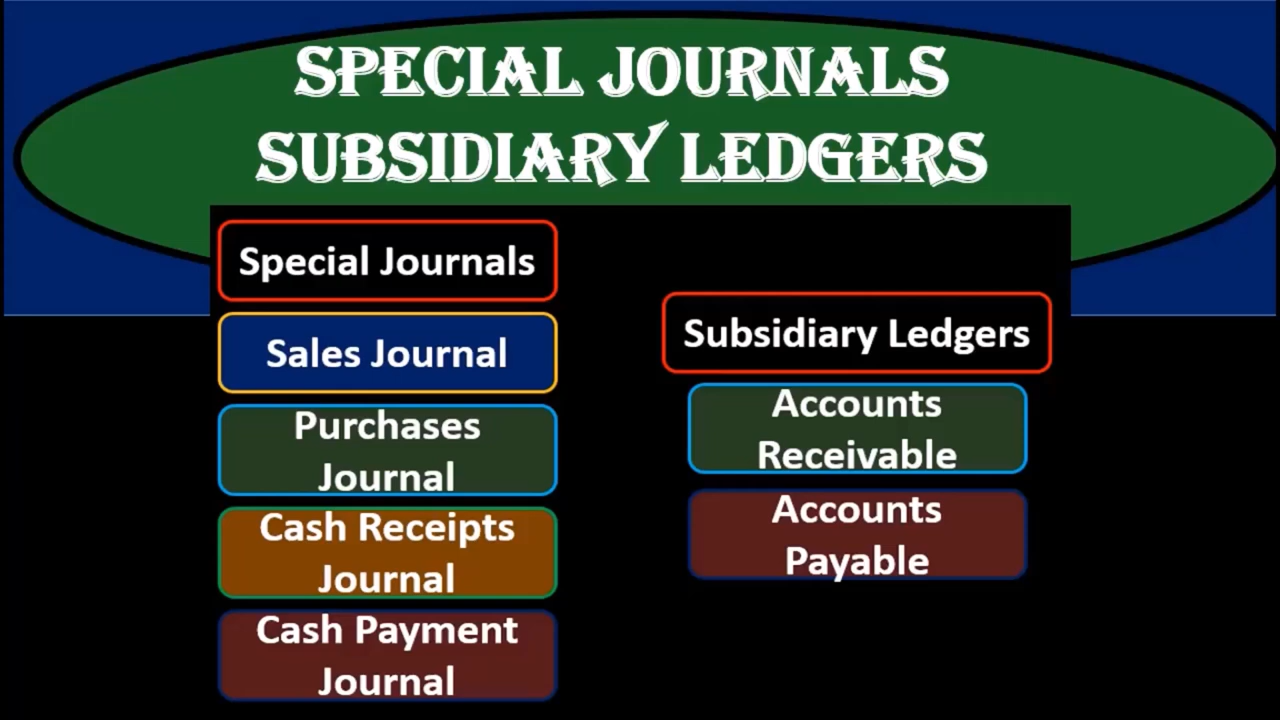 SPECIAL JOURNALS
SUBSIDIARY LEDGERS
Special Journals
Sales Journal
Purchases
Journal
Cash Receipts
Journal
Cash Payment
Journal
Subsidiary Ledgers
Accounts
Receivable
Accounts
Payable